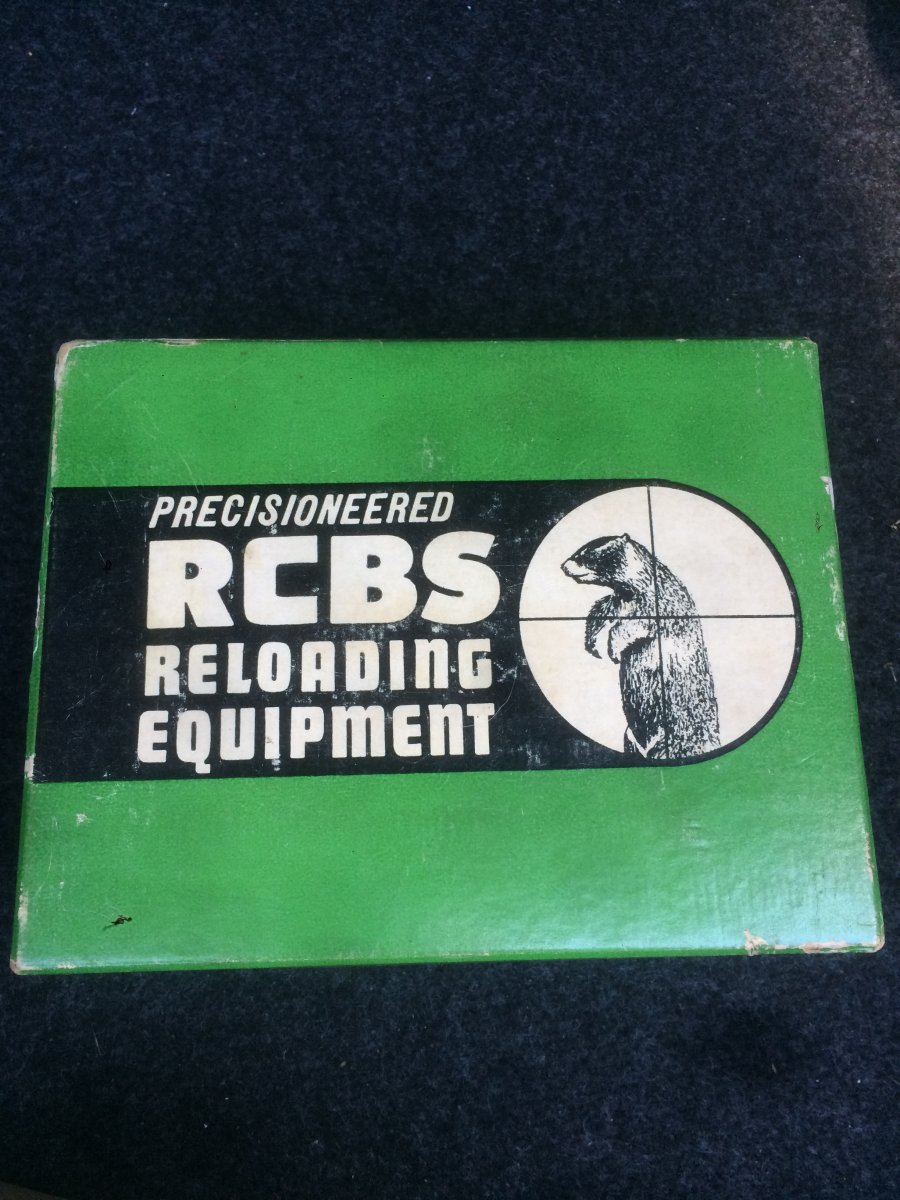 PRECISIONEERED
RCBS
RELOADING
EQUIPMENT